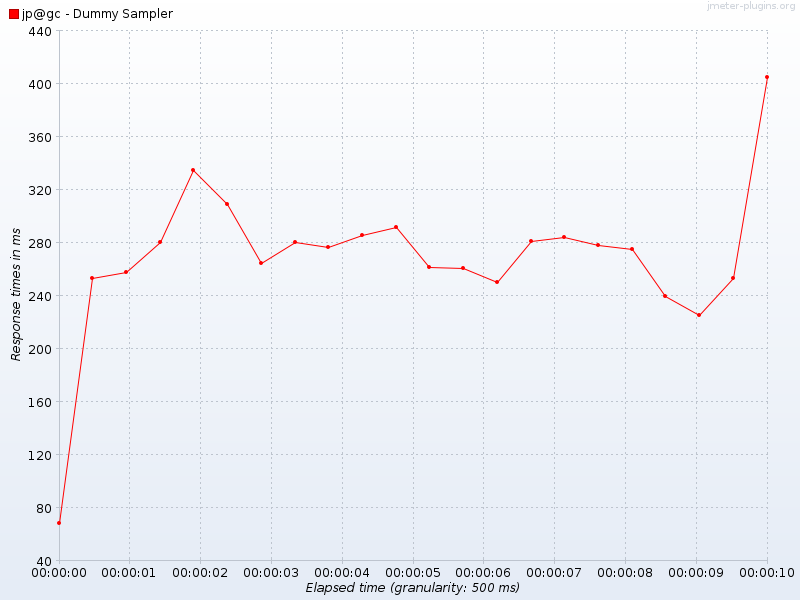 jp@gc - Dummy Sampler
jmeter-plugins.org
440
400
360
320
280
240
200
160
120
80
40
Response times in ms
00:00:00 00:00:01 00:00:02 00:00:03 00:00:04 00:00:05 00:00:06 00:00:07 00:00:08 00:00:09 00:00:10
Elapsed time (granularity: 500 ms)